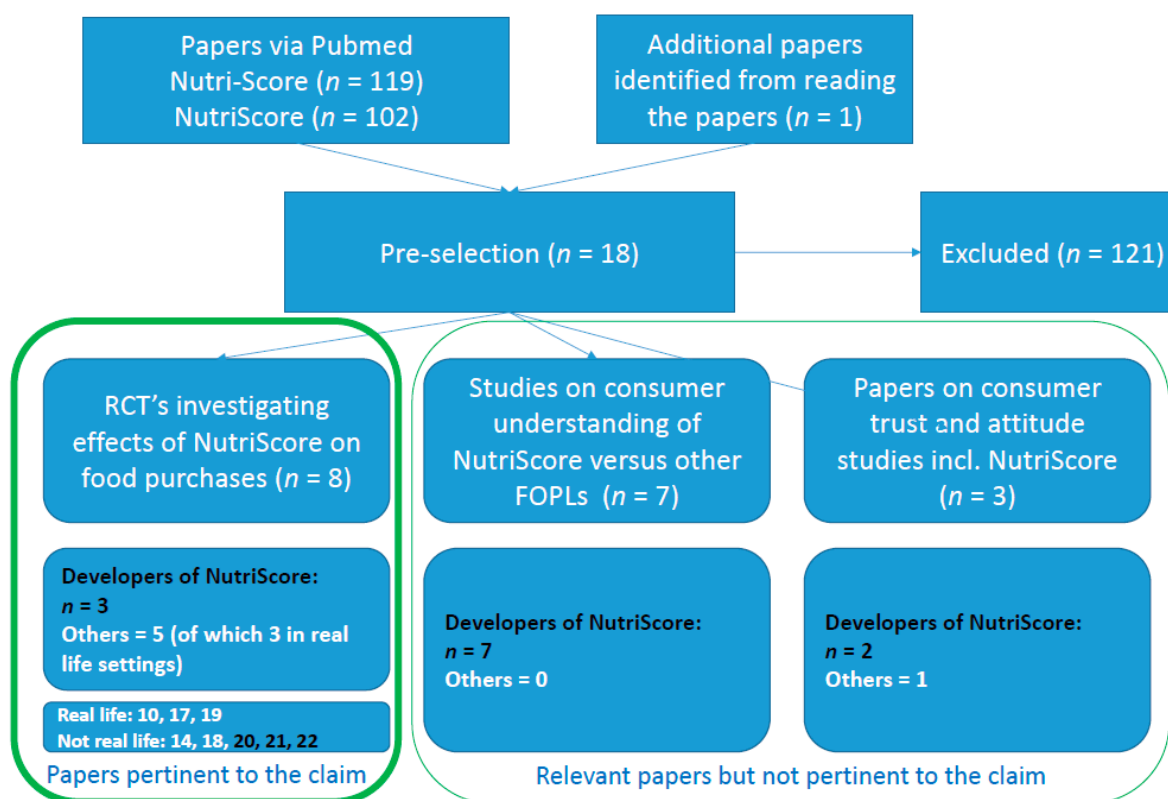 Papers via Pubmed
Nutri-Score (n = 119)
NutriScore (n = 102)
Additional papers
identified from reading
the papers (n = 1)
Pre-selection (n = 18)
Excluded (n = 121)
RCT's investigating
effects of NutriScore on
food purchases (n = 8)
Studies on consumer
understanding of
NutriScore versus other
FOPLs (n = 7)
Papers on consumer
trust and attitude
studies incl. NutriScore
(n = 3)
Developers of NutriScore:
n = 3
Others = 5 (of which 3 in real
life settings)
Developers of NutriScore:
n = 7
Others = 0
Developers of NutriScore:
n = 2
Others = 1
Real life: 10, 17, 19
Not real life: 14, 18, 20, 21, 22
Papers pertinent to the claim
Relevant papers but not pertinent to the claim